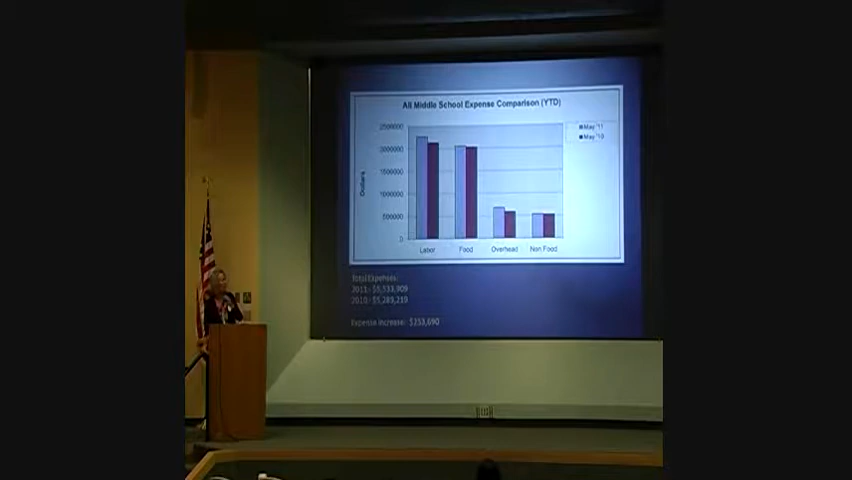 All Middle School Expense Comparison (YTD)
2500000
2000000
1500000
1000000
500000
0
Dollars
May '11
May '10
Labor
Food
Overhead
Non Food
Total Expenses:
2011- $5,533,909
2010- $5,283,219
Expense Increase: $253,690